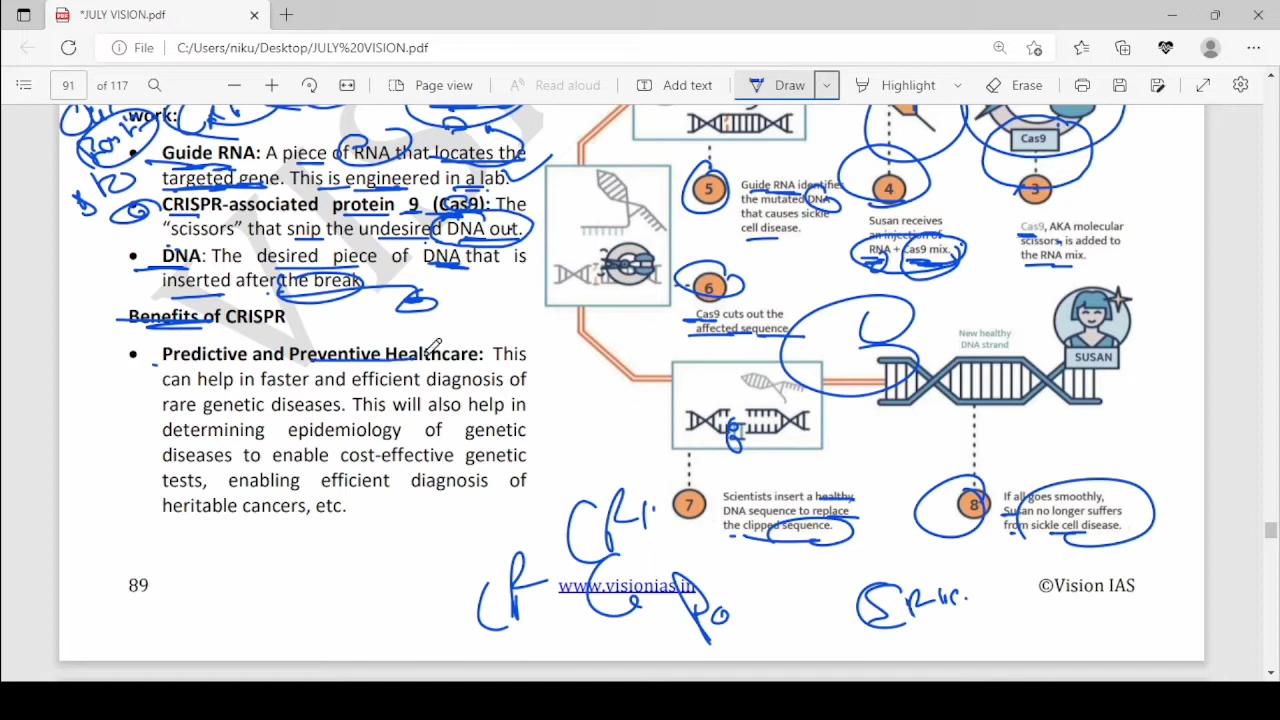 *JULY VISION.pdf
File
C:/Users/niku/Desktop/JULY%20VISION.pdf
91 of 117
Page view
Read aloud
Add text
Draw
Highlight
Erase
work:
Guide RNA: A piece of RNA that locates the
targeted gene. This is engineered in a lab.
CRISPR-associated protein 9 (Cas9): The
“scissors” that snip the undesired DNA out.
DNA: The desired piece of DNA that is
inserted after the break
Benefits of CRISPR
Predictive and Preventive Healthcare: This
can help in faster and efficient diagnosis of
rare genetic diseases. This will also help in
determining epidemiology of genetic
diseases to enable cost-effective genetic
tests, enabling efficient diagnosis of
heritable cancers, etc.
Cas9
5
Guide RNA identifies
the mutated DNA
that causes sickle
cell disease.
4
Susan receives
an injection of
RNA + Cas9 mix.
3
Cas9, AKA molecular
scissors, is added to
the RNA mix.
6
Cas9 cuts out the
affected sequence
New healthy
DNA strand
SUSAN
7
Scientists insert a healthy
DNA sequence to replace
the clipped sequence.
8
If all goes smoothly,
Susan no longer suffers
from sickle cell disease.
89
www.visionias.in
©Vision IAS